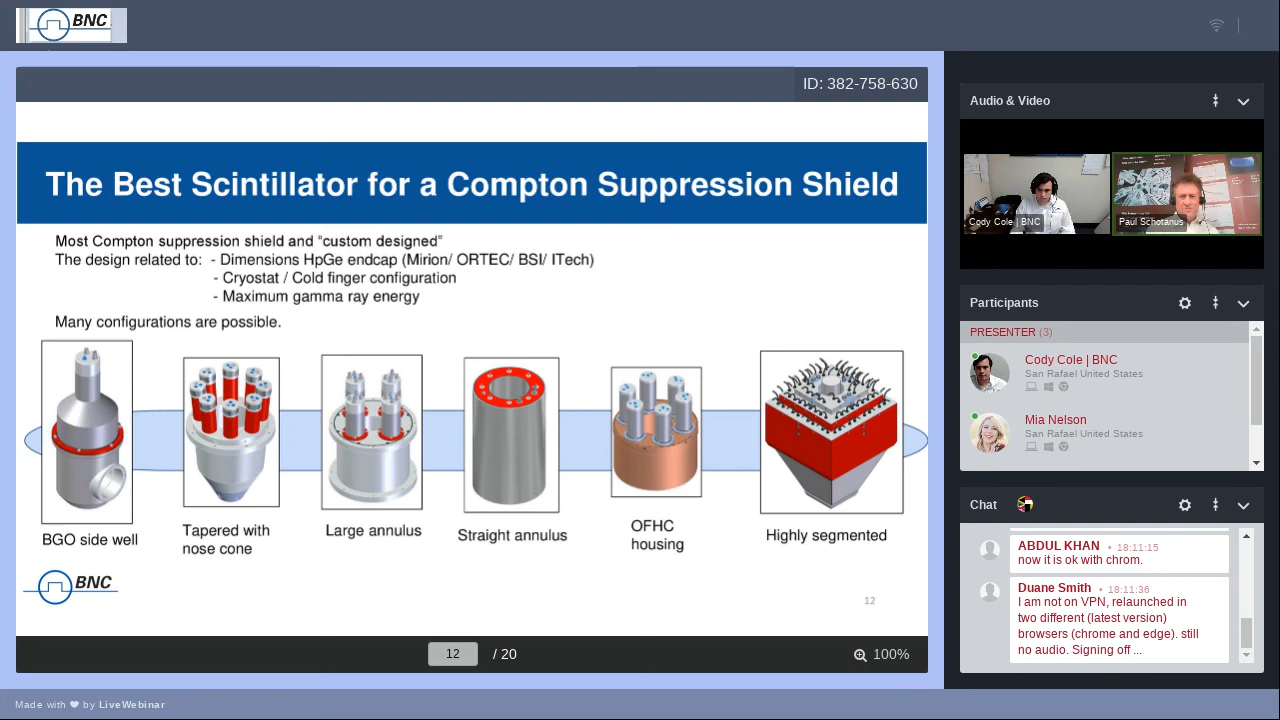 BNC
ID: 382-758-630
The Best Scintillator for a Compton Suppression Shield
Most Compton suppression shield and "custom designed"
The design related to: - Dimensions HpGe endcap (Mirion/ ORTEC/ BSI/ ITech)
- Cryostat / Cold finger configuration
- Maximum gamma ray energy
Many configurations are possible.
BGO side well
Tapered with
nose cone
Large annulus
Straight annulus
OFHC
housing
Highly segmented
BNC
12
12 / 20
100%
Audio & Video
Cody Cole | BNC
Paul Schotanus
Participants
PRESENTER (3)
Cody Cole | BNC
San Rafael United States
Mia Nelson
San Rafael United States
Chat
ABDUL KHAN • 18:11:15
now it is ok with chrom.
Duane Smith • 18:11:36
I am not on VPN, relaunched in
two different (latest version)
browsers (chrome and edge). still
no audio. Signing off ...
Made with by LiveWebinar